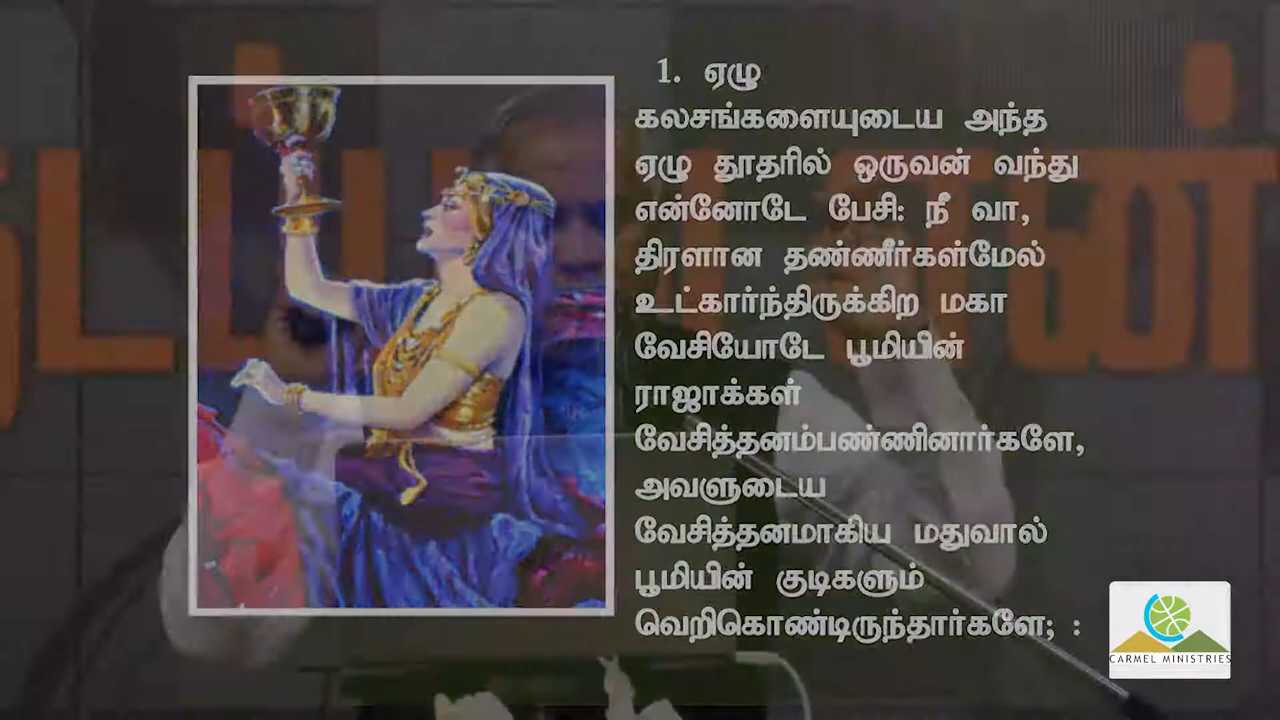 1. ஏழு
கலசங்களையுடைய அந்த
ஏழு தூதரில் ஒருவன் வந்து
என்னோடே பேசி: நீ வா,
திரளான தண்ணீர்கள்மேல்
உட்கார்ந்திருக்கிற மகா
வேசியோடே பூமியின்
ராஜாக்கள்
வேசித்தனம்பண்ணினார்களே,
அவளுடைய
வேசித்தனமாகிய மதுவால்
பூமியின் குடிகளும்
வெறிகொண்டிருந்தார்களே; :
CARMEL MINISTRIES